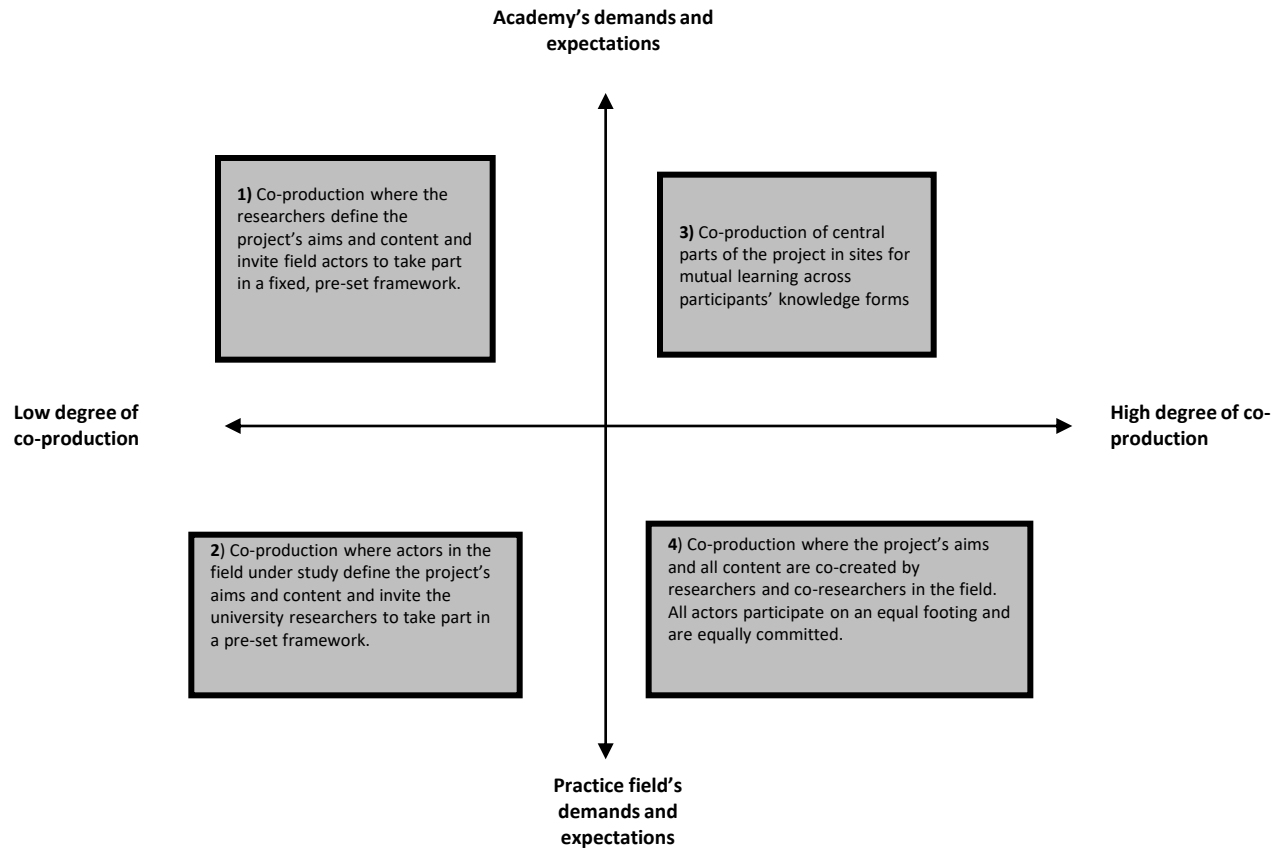 Academy's demands and
expectations
1) Co-production where the
researchers define the
project's aims and content and
invite field actors to take part
in a fixed, pre-set framework.
3) Co-production of central
parts of the project in sites for
mutual learning across
participants' knowledge forms
Low degree of
co-production
High degree of co-
production
2) Co-production where actors in the
field under study define the project's
aims and content and invite the
university researchers to take part in
a pre-set framework.
4) Co-production where the project's aims
and all content are co-created by
researchers and co-researchers in the field.
All actors participate on an equal footing and
are equally committed.
Practice field's
demands and
expectations